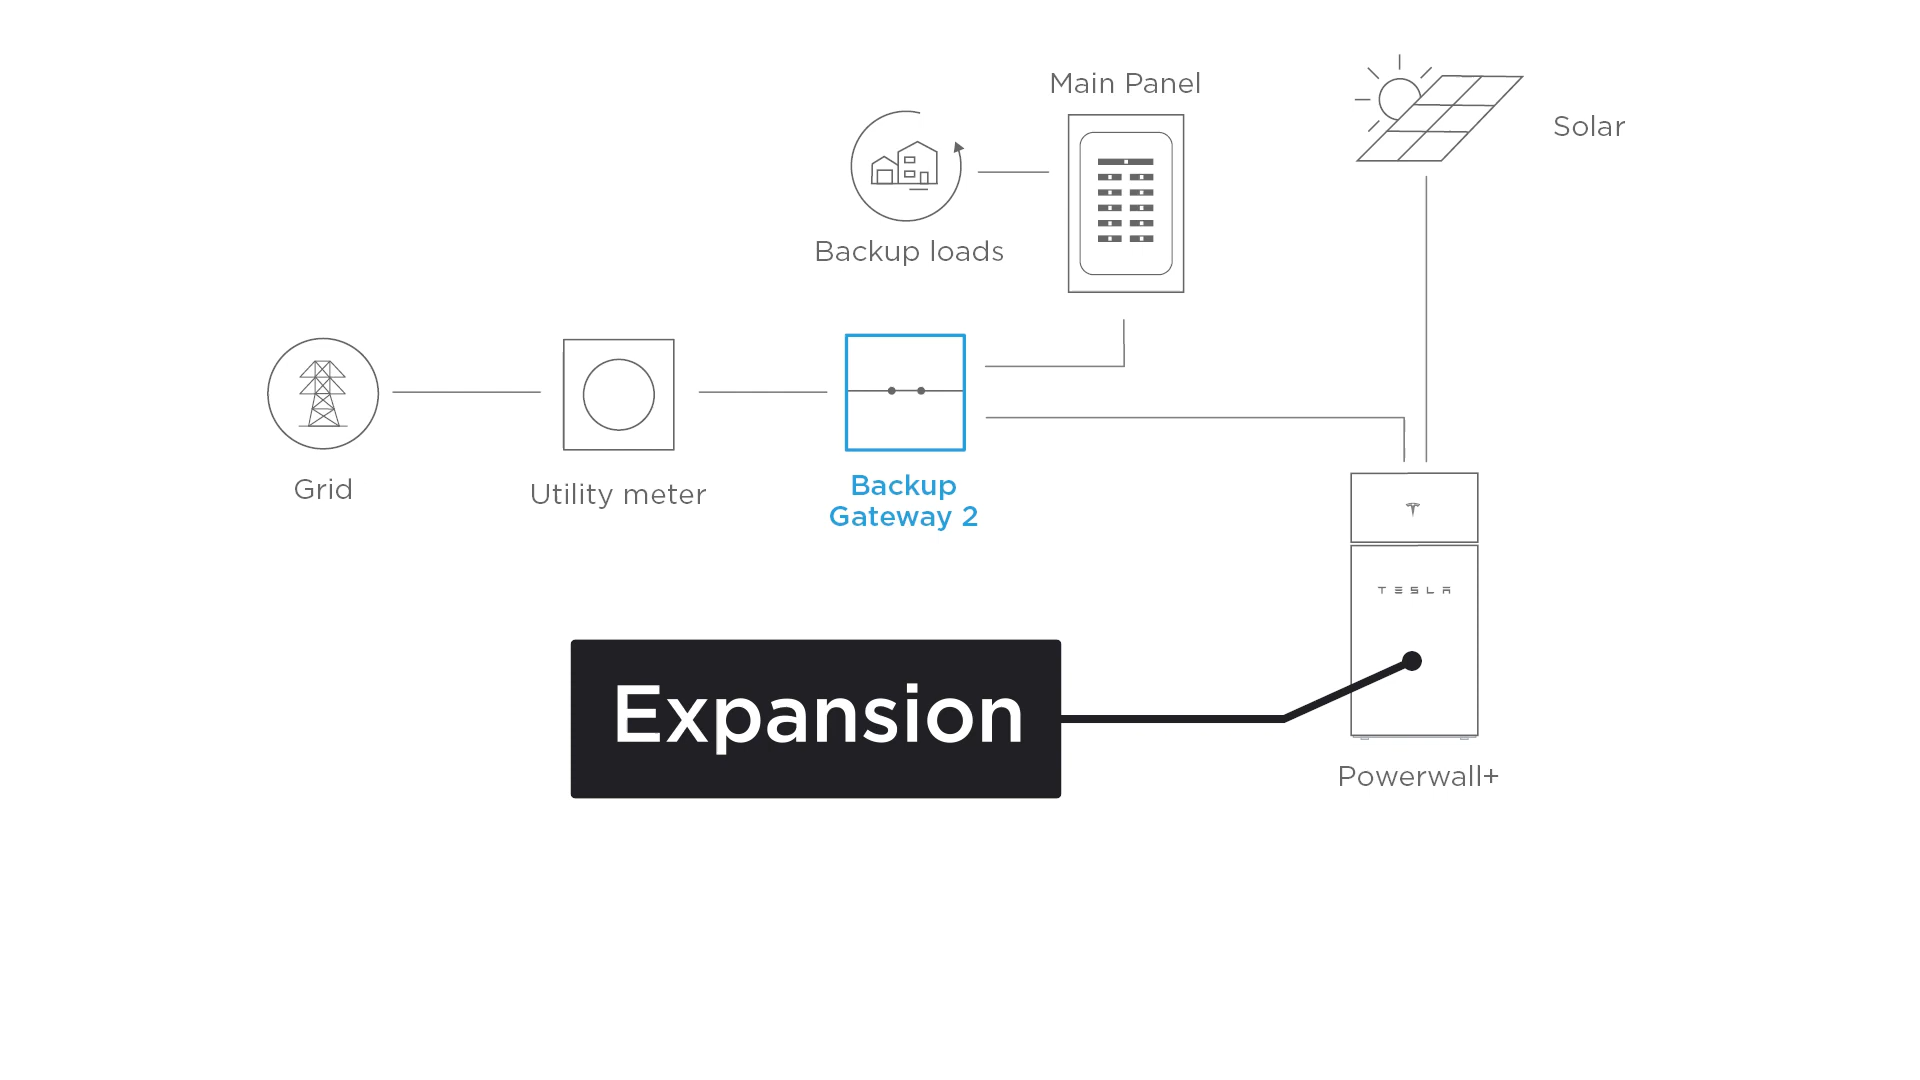 Main Panel
Solar
Backup loads
Grid
Utility meter
Backup
Gateway 2
TESLA
Expansion
Powerwall+